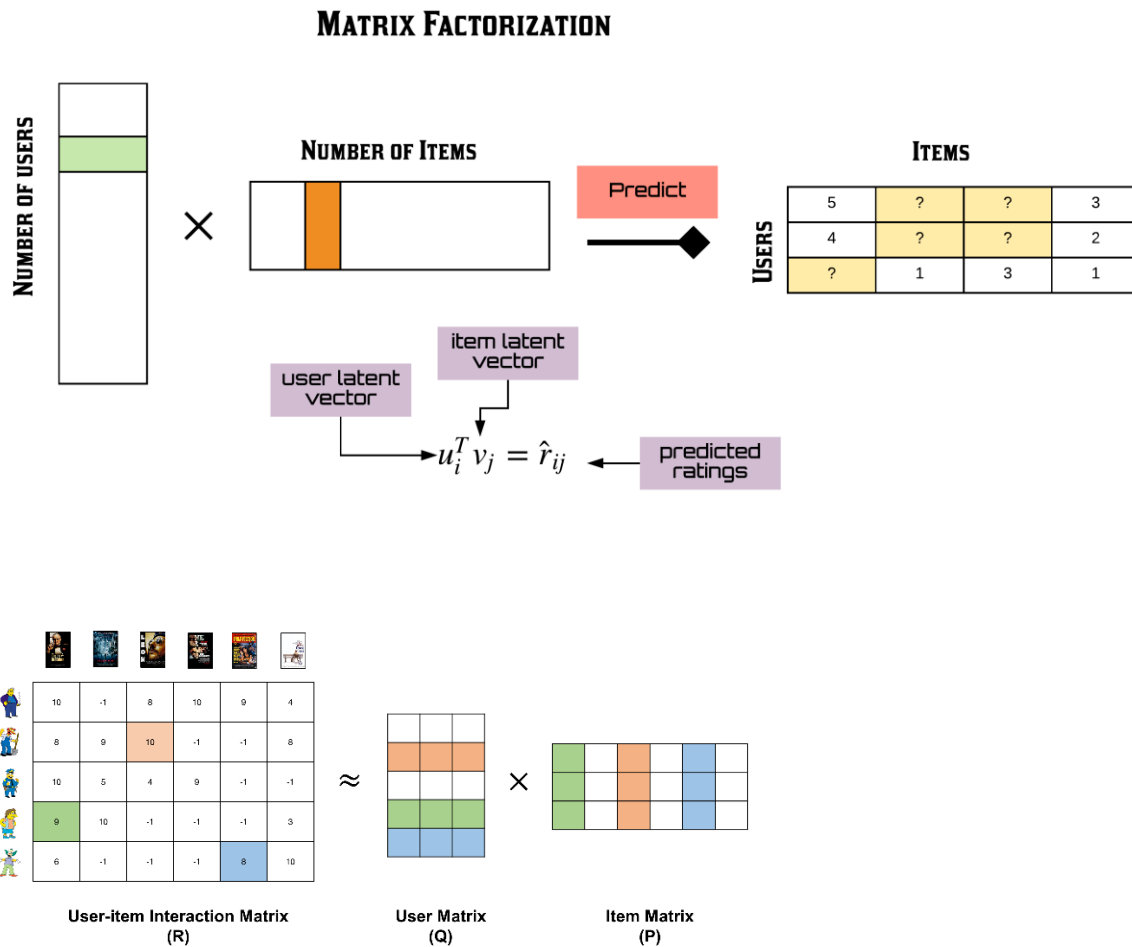 MATRIX FACTORIZATION
NUMBER OF USERS
×
NUMBER OF ITEMS
Predict
ITEMS
USERS
5 ? ? 3
4 ? ? 2
? 1 3 1
item latent
vector
user latent
vector
u_i^T v_j = r̂_ij
predicted
ratings
10 -1 8 10 9 4
8 9 10 -1 -1 8
10 5 4 9 -1 -1
9 10 -1 -1 -1 3
6 -1 -1 -1 8 10
≈
×
User-item Interaction Matrix
(R)
User Matrix
(Q)
Item Matrix
(P)